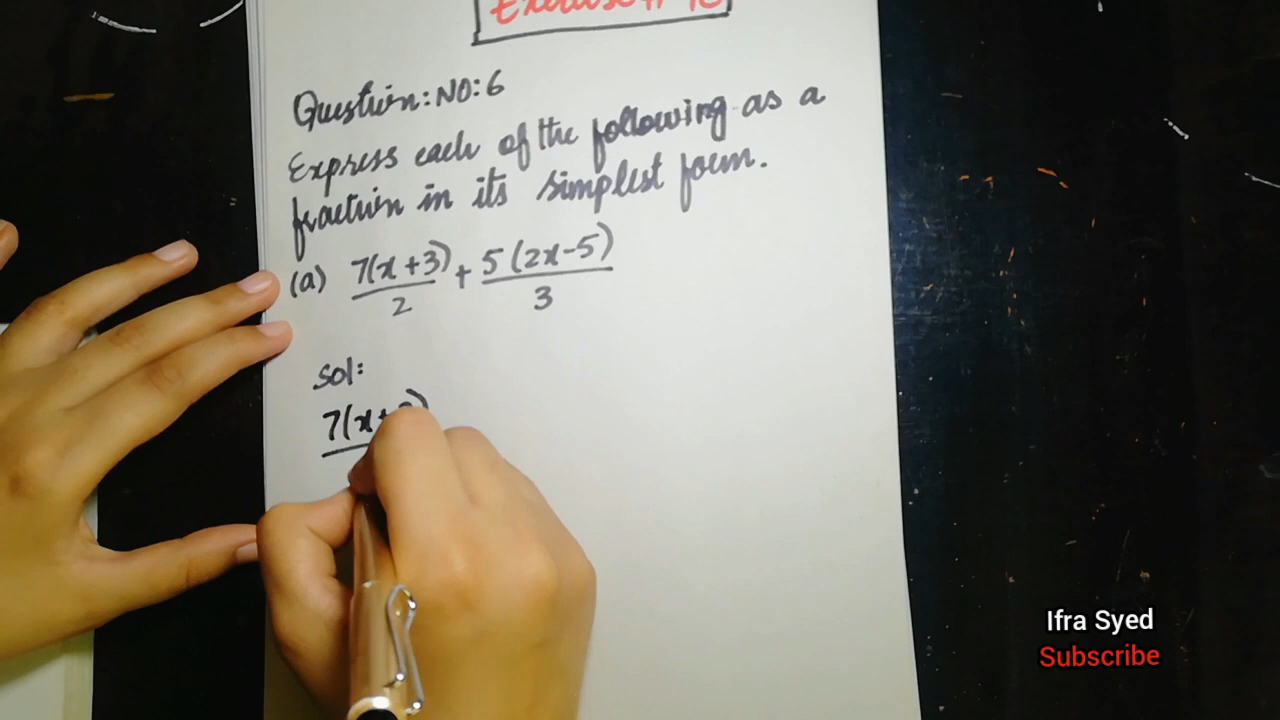 Question:NO:6
Express each of the following as a
fraction in its simplest form.
(a) 7(x+3)/2 + 5(2x-5)/3
Sol:
7(x+
Ifra Syed
Subscribe